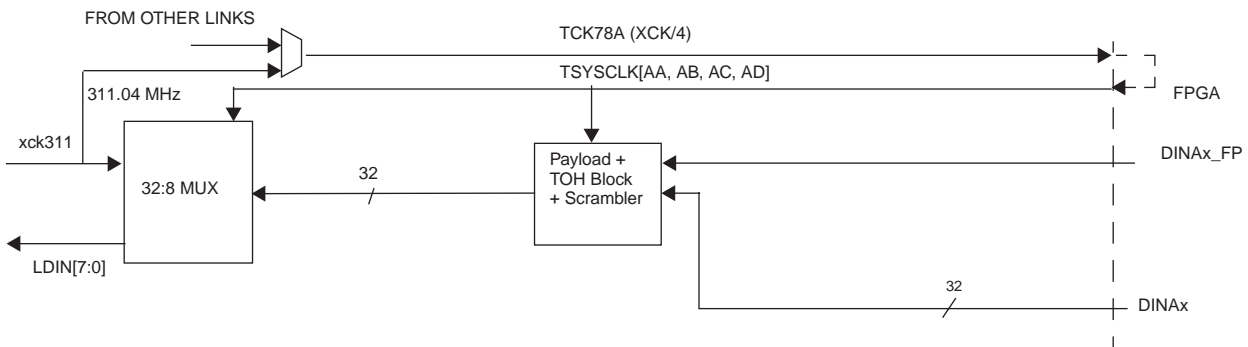 FROM OTHER LINKS
TCK78A (XCK/4)
TSYSCLK[AA, AB, AC, AD]
311.04 MHz
FPGA
xck311
DINAx_FP
32:8 MUX
32
Payload +
TOH Block
+ Scrambler
LDIN[7:0]
32
DINAx